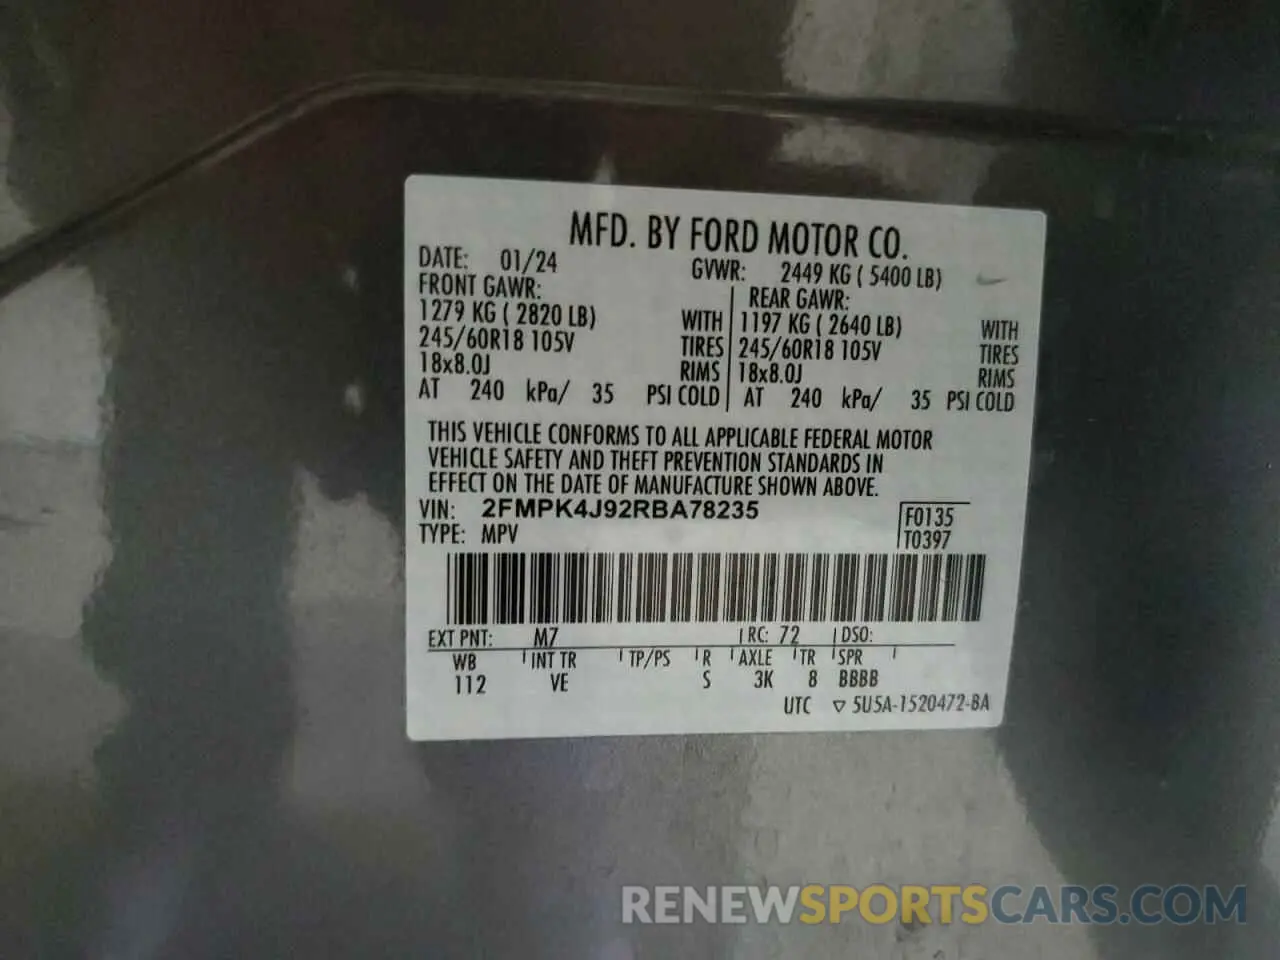 MFD. BY FORD MOTOR CO.
DATE: 01/24 GVWR: 2449 KG ( 5400 LB)
FRONT GAWR: REAR GAWR:
1279 KG ( 2820 LB) WITH 1197 KG ( 2640 LB) WITH
245/60R18 105V TIRES 245/60R18 105V TIRES
18x8.0J RIMS 18x8.0J RIMS
AT 240 kPa/ 35 PSI COLD AT 240 kPa/ 35 PSI COLD
THIS VEHICLE CONFORMS TO ALL APPLICABLE FEDERAL MOTOR
VEHICLE SAFETY AND THEFT PREVENTION STANDARDS IN
EFFECT ON THE DATE OF MANUFACTURE SHOWN ABOVE.
VIN: 2FMPK4J92RBA78235 F0135
TYPE: MPV T0397
EXT PNT: M7 RC: 72 DSO:
WB INT TR TP/PS R AXLE TR SPR
112 VE S 3K 8 BBBB
UTC ▽ 5U5A-1520472-BA
RENEWSPORTSCARS.COM